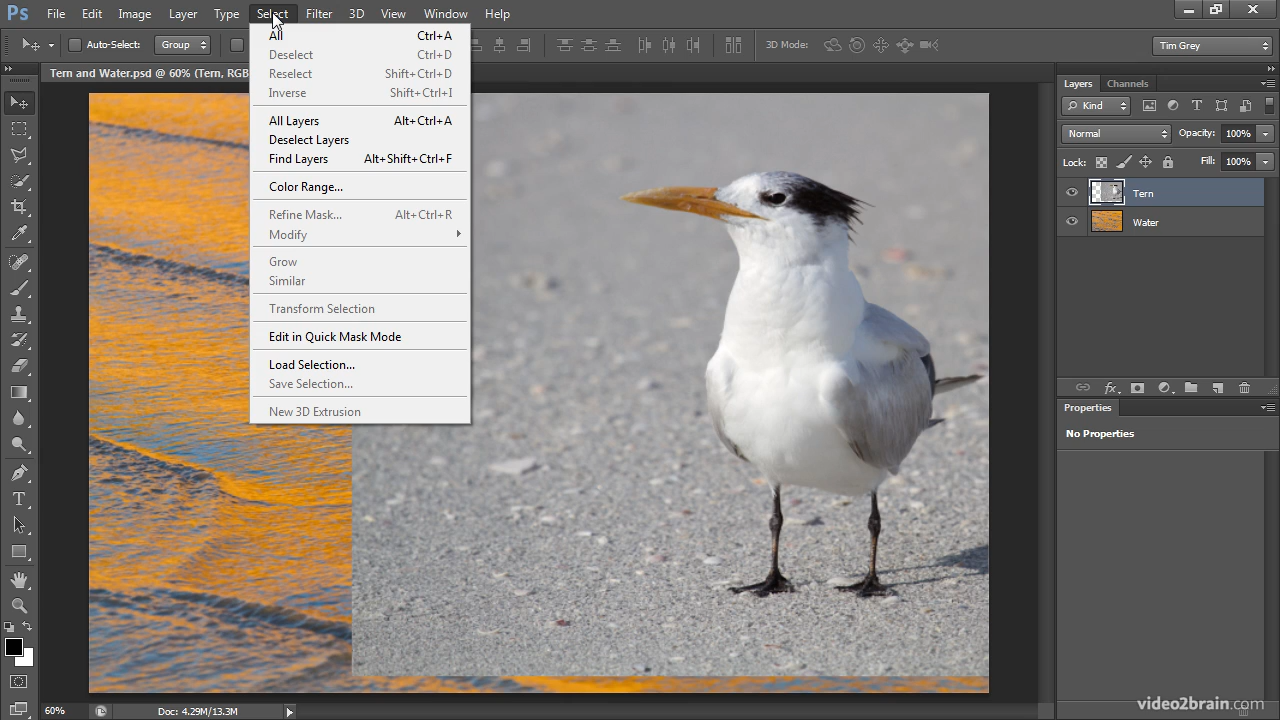 Ps File Edit Image Layer Type Select Filter 3D View Window Help
Auto-Select: Group 3D Mode: Tim Grey
Tern and Water.psd @ 60% (Tern, RGB
All Ctrl+A
Deselect Ctrl+D
Reselect Shift+Ctrl+D
Inverse Shift+Ctrl+I
All Layers Alt+Ctrl+A
Deselect Layers
Find Layers Alt+Shift+Ctrl+F
Color Range...
Refine Mask... Alt+Ctrl+R
Modify
Grow
Similar
Transform Selection
Edit in Quick Mask Mode
Load Selection...
Save Selection...
New 3D Extrusion
Layers Channels
Kind
Normal Opacity: 100%
Lock: Fill: 100%
Tern
Water
Properties
No Properties
60% Doc: 4.29M/13.3M
video2brain.com